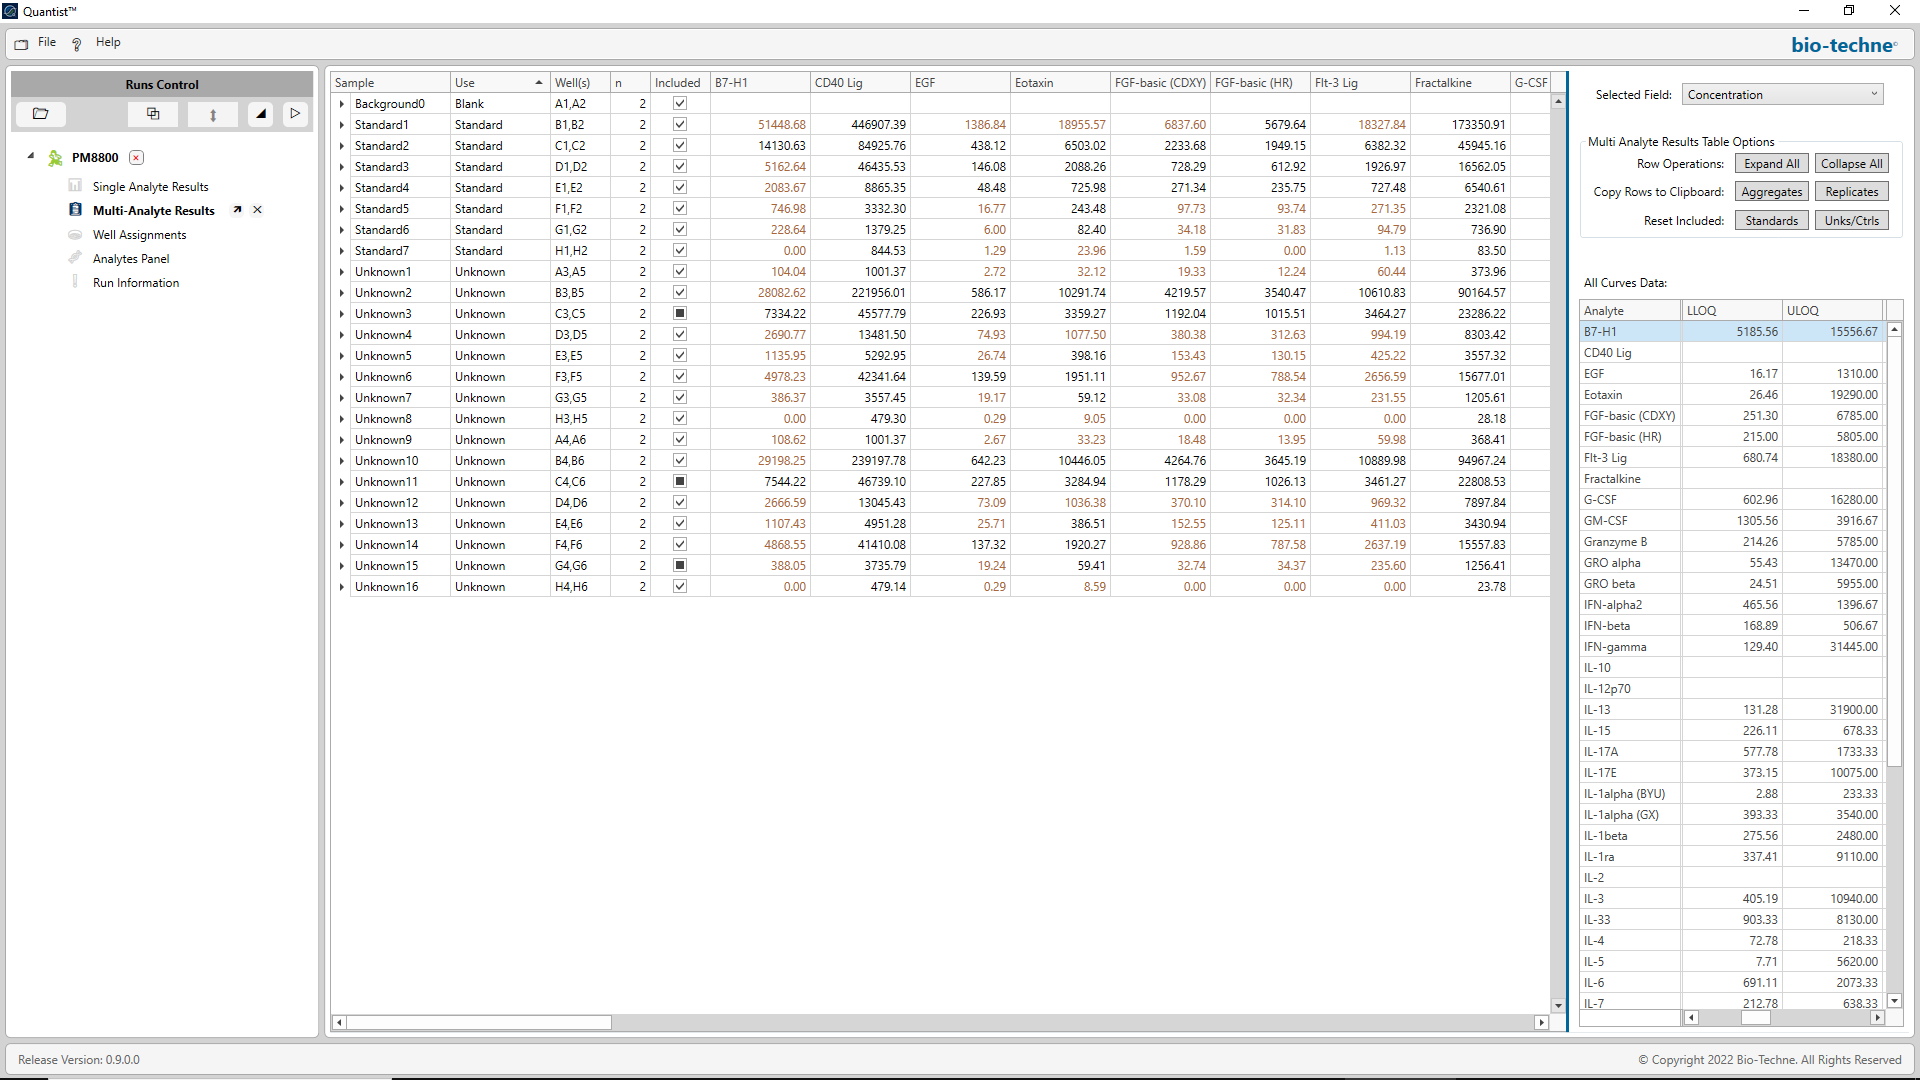 Quantist™
File Help
bio-techne
Runs Control
PM8800
Single Analyte Results
Multi-Analyte Results
Well Assignments
Analytes Panel
Run Information
Sample Use Well(s) n Included B7-H1 CD40 Lig EGF Eotaxin FGF-basic (CDXY) FGF-basic (HR) Flt-3 Lig Fractalkine G-CSF
Background0 Blank A1,A2 2
Standard1 Standard B1,B2 2 51448.68 446907.39 1386.84 18955.57 6837.60 5679.64 18327.84 173350.91
Standard2 Standard C1,C2 2 14130.63 84925.76 438.12 6503.02 2233.68 1949.15 6382.32 45945.16
Standard3 Standard D1,D2 2 5162.64 46435.53 146.08 2088.26 728.29 612.92 1926.97 16562.05
Standard4 Standard E1,E2 2 2083.67 8865.35 48.48 725.98 271.34 235.75 727.48 6540.61
Standard5 Standard F1,F2 2 746.98 3332.30 16.77 243.48 97.73 93.74 271.35 2321.08
Standard6 Standard G1,G2 2 228.64 1379.25 6.00 82.40 34.18 31.83 94.79 736.90
Standard7 Standard H1,H2 2 0.00 844.53 1.29 23.96 1.59 0.00 1.13 83.50
Unknown1 Unknown A3,A5 2 104.04 1001.37 2.72 32.12 19.33 12.24 60.44 373.96
Unknown2 Unknown B3,B5 2 28082.62 221956.01 586.17 10291.74 4219.57 3540.47 10610.83 90164.57
Unknown3 Unknown C3,C5 2 7334.22 45577.79 226.93 3359.27 1192.04 1015.51 3464.27 23286.22
Unknown4 Unknown D3,D5 2 2690.77 13481.50 74.93 1077.50 380.38 312.63 994.19 8303.42
Unknown5 Unknown E3,E5 2 1135.95 5292.95 26.74 398.16 153.43 130.15 425.22 3557.32
Unknown6 Unknown F3,F5 2 4978.23 42341.64 139.59 1951.11 952.67 788.54 2656.59 15677.01
Unknown7 Unknown G3,G5 2 386.37 3557.45 19.17 59.12 33.08 32.34 231.55 1205.61
Unknown8 Unknown H3,H5 2 0.00 479.30 0.29 9.05 0.00 0.00 0.00 28.18
Unknown9 Unknown A4,A6 2 108.62 1001.37 2.67 33.23 18.48 13.95 59.98 368.41
Unknown10 Unknown B4,B6 2 29198.25 239197.78 642.23 10446.05 4264.76 3645.19 10889.98 94967.24
Unknown11 Unknown C4,C6 2 7544.22 46739.10 227.85 3284.94 1178.29 1026.13 3461.27 22808.53
Unknown12 Unknown D4,D6 2 2666.59 13045.43 73.09 1036.38 370.10 314.10 969.32 7897.84
Unknown13 Unknown E4,E6 2 1107.43 4951.28 25.71 386.51 152.55 125.11 411.03 3430.94
Unknown14 Unknown F4,F6 2 4868.55 41410.08 137.32 1920.27 928.86 787.58 2637.19 15557.83
Unknown15 Unknown G4,G6 2 388.05 3735.79 19.24 59.41 32.74 34.37 235.60 1256.41
Unknown16 Unknown H4,H6 2 0.00 479.14 0.29 8.59 0.00 0.00 0.00 23.78
Selected Field: Concentration
Multi Analyte Results Table Options
Row Operations: Expand All Collapse All
Copy Rows to Clipboard: Aggregates Replicates
Reset Included: Standards Unks/Ctrls
All Curves Data:
Analyte LLOQ ULOQ
B7-H1 5185.56 15556.67
CD40 Lig
EGF 16.17 1310.00
Eotaxin 26.46 19290.00
FGF-basic (CDXY) 251.30 6785.00
FGF-basic (HR) 215.00 5805.00
Flt-3 Lig 680.74 18380.00
Fractalkine
G-CSF 602.96 16280.00
GM-CSF 1305.56 3916.67
Granzyme B 214.26 5785.00
GRO alpha 55.43 13470.00
GRO beta 24.51 5955.00
IFN-alpha2 465.56 1396.67
IFN-beta 168.89 506.67
IFN-gamma 129.40 31445.00
IL-10
IL-12p70
IL-13 131.28 31900.00
IL-15 226.11 678.33
IL-17A 577.78 1733.33
IL-17E 373.15 10075.00
IL-1alpha (BYU) 2.88 233.33
IL-1alpha (GX) 393.33 3540.00
IL-1beta 275.56 2480.00
IL-1ra 337.41 9110.00
IL-2
IL-3 405.19 10940.00
IL-33 903.33 8130.00
IL-4 72.78 218.33
IL-5 7.71 5620.00
IL-6 691.11 2073.33
IL-7 212.78 638.33
Release Version: 0.9.0.0
© Copyright 2022 Bio-Techne. All Rights Reserved